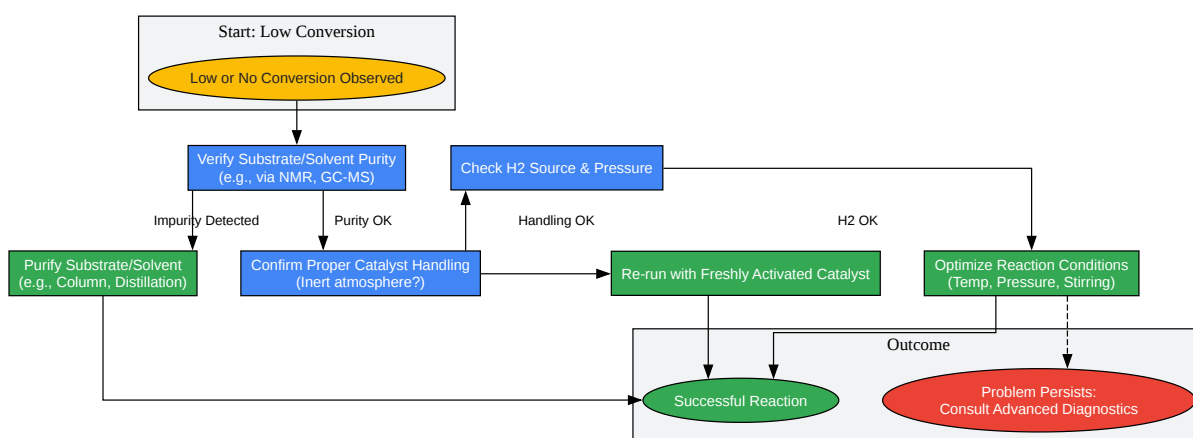 Start: Low Conversion
Low or No Conversion Observed
Verify Substrate/Solvent Purity
(e.g., via NMR, GC-MS)
Check H2 Source & Pressure
Impurity Detected
Purity OK
Handling OK
H2 OK
Purify Substrate/Solvent
(e.g., Column, Distillation)
Confirm Proper Catalyst Handling
(Inert atmosphere?)
Re-run with Freshly Activated Catalyst
Optimize Reaction Conditions
(Temp, Pressure, Stirring)
Outcome
Successful Reaction
Problem Persists:
Consult Advanced Diagnostics